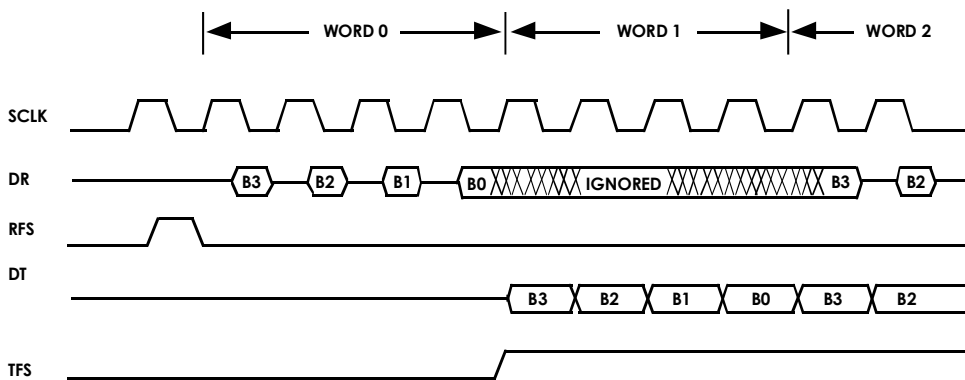 WORD 0 WORD 1 WORD 2
SCLK
DR B3 B2 B1 B0 IGNORED B3 B2
RFS
DT
B3 B2 B1 B0 B3 B2
TFS